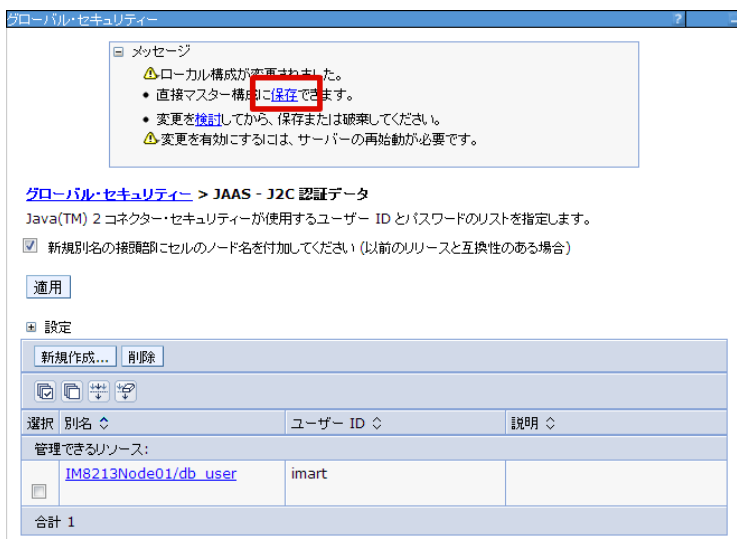 グローバル・セキュリティー ? -
メッセージ
ローカル構成が変更されました。
• 直接マスター構成に保存できます。
• 変更を検討してから、保存または破棄してください。
変更を有効にするには、サーバーの再始動が必要です。
グローバル・セキュリティー > JAAS - J2C 認証データ
Java(TM) 2 コネクター・セキュリティーが使用するユーザー ID とパスワードのリストを指定します。
新規別名の接頭部にセルのノード名を付加してください (以前のリリースと互換性のある場合)
適用
設定
新規作成... 削除
選択 別名 ユーザー ID 説明
管理できるリソース:
IM8213Node01/db_user imart
合計 1